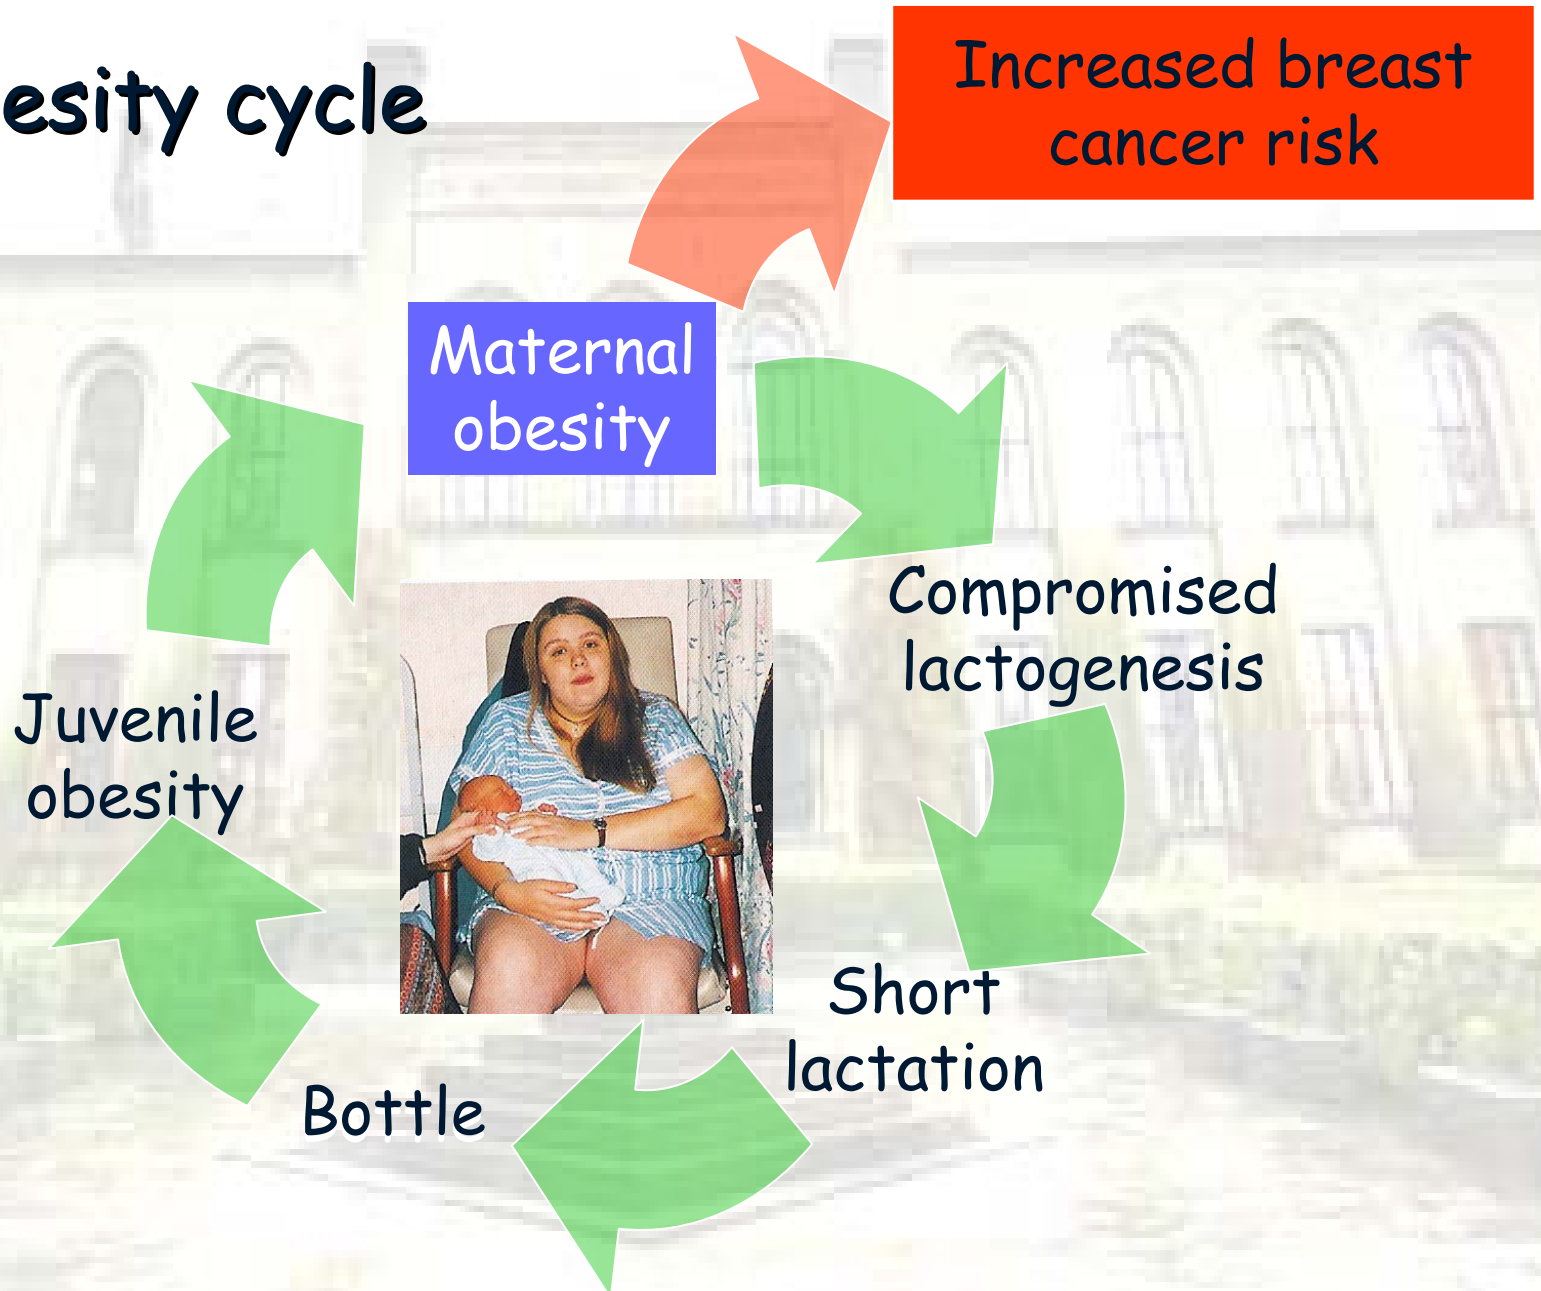 esity cycle
Increased breast
cancer risk
Maternal
obesity
Compromised
lactogenesis
Short
lactation
Bottle
Juvenile
obesity